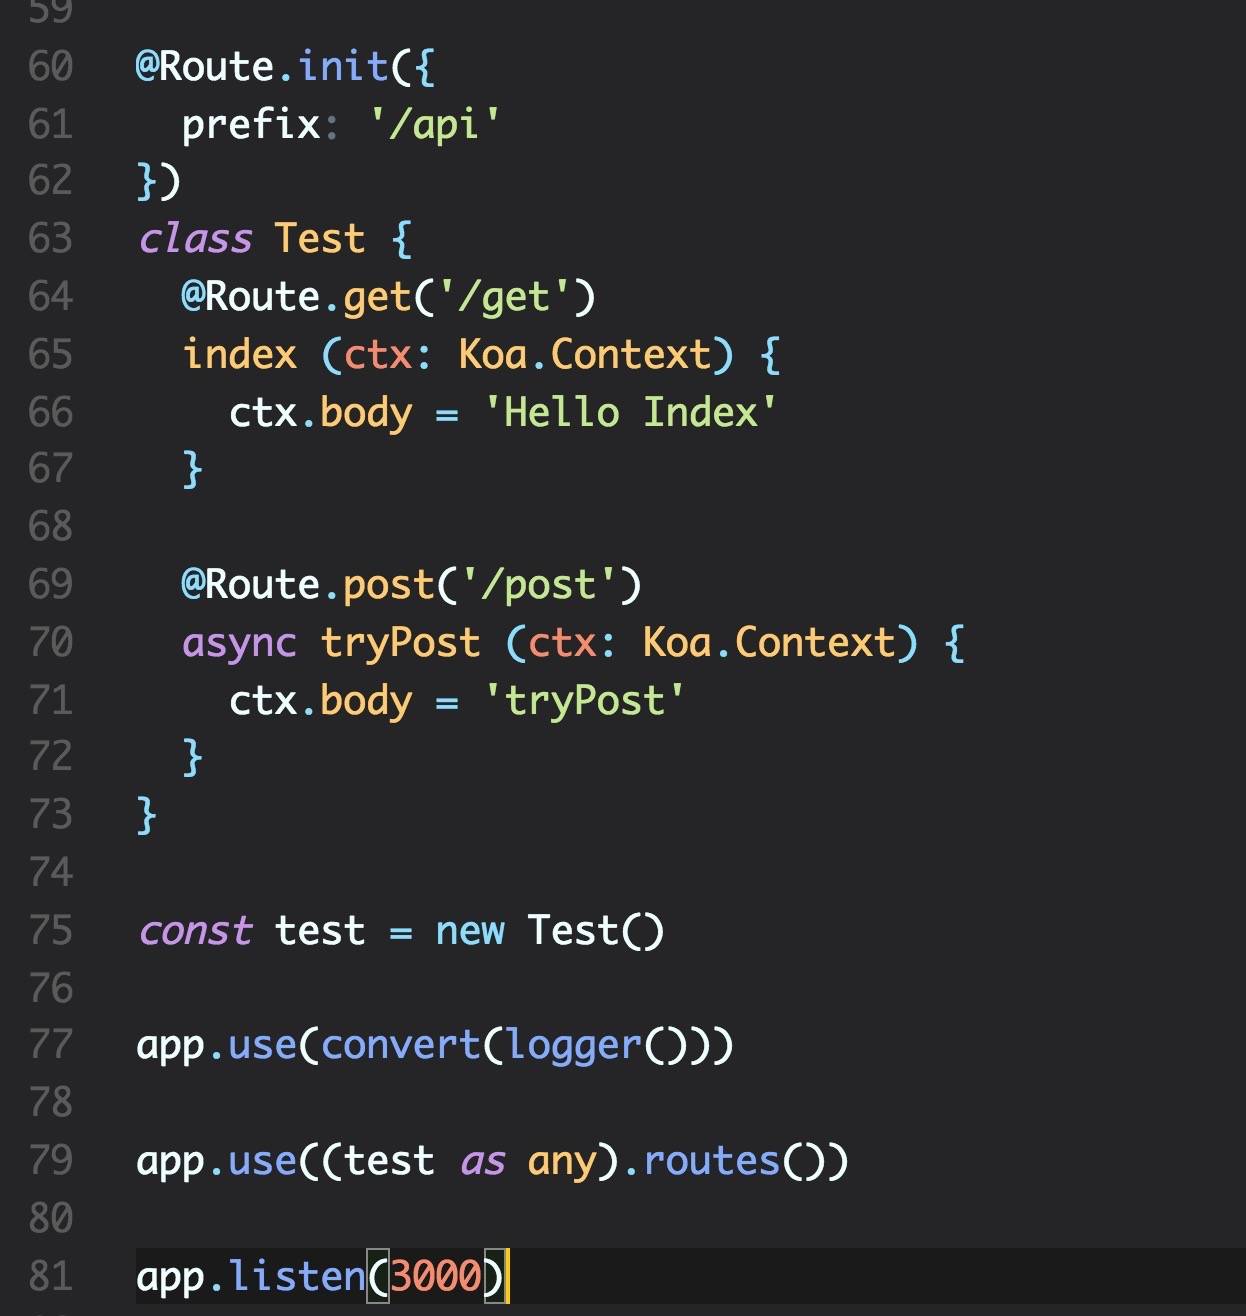 59
60 @Route.init({
61   prefix: '/api'
62 })
63 class Test {
64   @Route.get('/get')
65   index (ctx: Koa.Context) {
66     ctx.body = 'Hello Index'
67   }
68
69   @Route.post('/post')
70   async tryPost (ctx: Koa.Context) {
71     ctx.body = 'tryPost'
72   }
73 }
74
75 const test = new Test()
76
77 app.use(convert(logger()))
78
79 app.use((test as any).routes())
80
81 app.listen(3000)